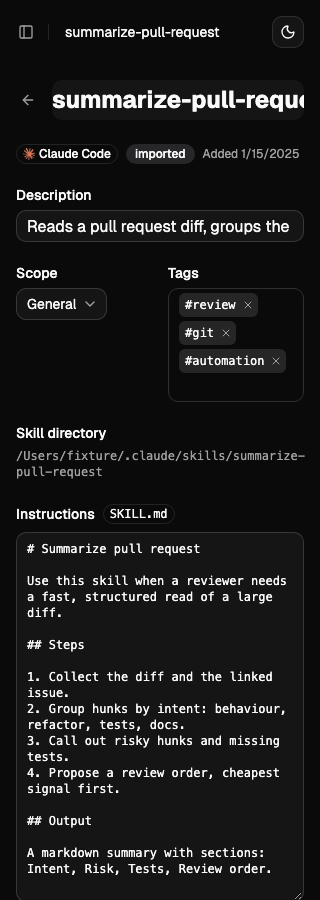 summarize-pull-request
summarize-pull-reque
Claude Code imported Added 1/15/2025
Description
Reads a pull request diff, groups the
Scope Tags
General #review ×
#git ×
#automation ×
Skill directory
/Users/fixture/.claude/skills/summarize-
pull-request
Instructions SKILL.md
# Summarize pull request
Use this skill when a reviewer needs
a fast, structured read of a large
diff.
## Steps
1. Collect the diff and the linked
issue.
2. Group hunks by intent: behaviour,
refactor, tests, docs.
3. Call out risky hunks and missing
tests.
4. Propose a review order, cheapest
signal first.
## Output
A markdown summary with sections:
Intent, Risk, Tests, Review order.